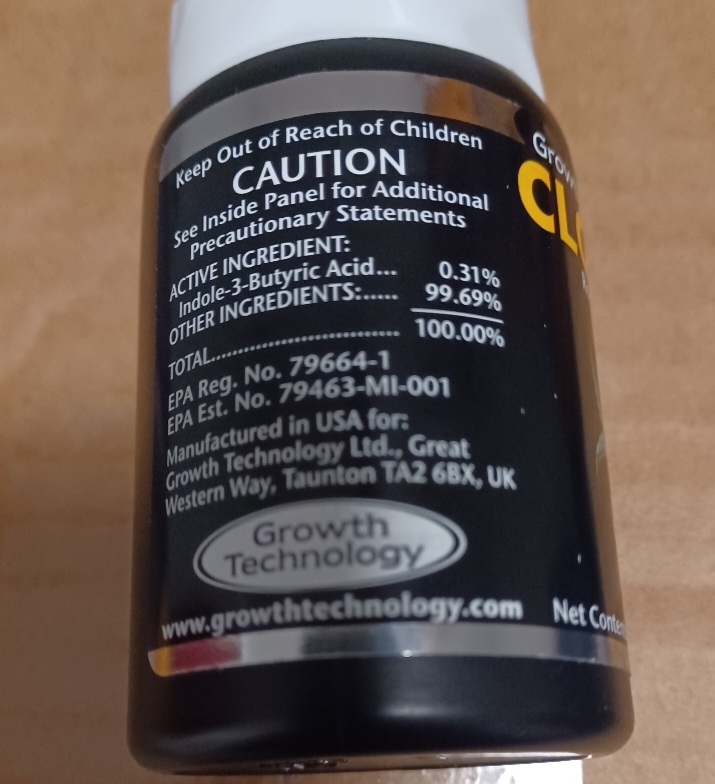 Keep Out of Reach of Children
CAUTION
See Inside Panel for Additional
Precautionary Statements
ACTIVE INGREDIENT:
Indole-3-Butyric Acid... 0.31%
OTHER INGREDIENTS:..... 99.69%
TOTAL.............................. 100.00%
EPA Reg. No. 79664-1
EPA Est. No. 79463-MI-001
Manufactured in USA for:
Growth Technology Ltd., Great
Western Way, Taunton TA2 6BX, UK
Growth
Technology
www.growthtechnology.com
Net